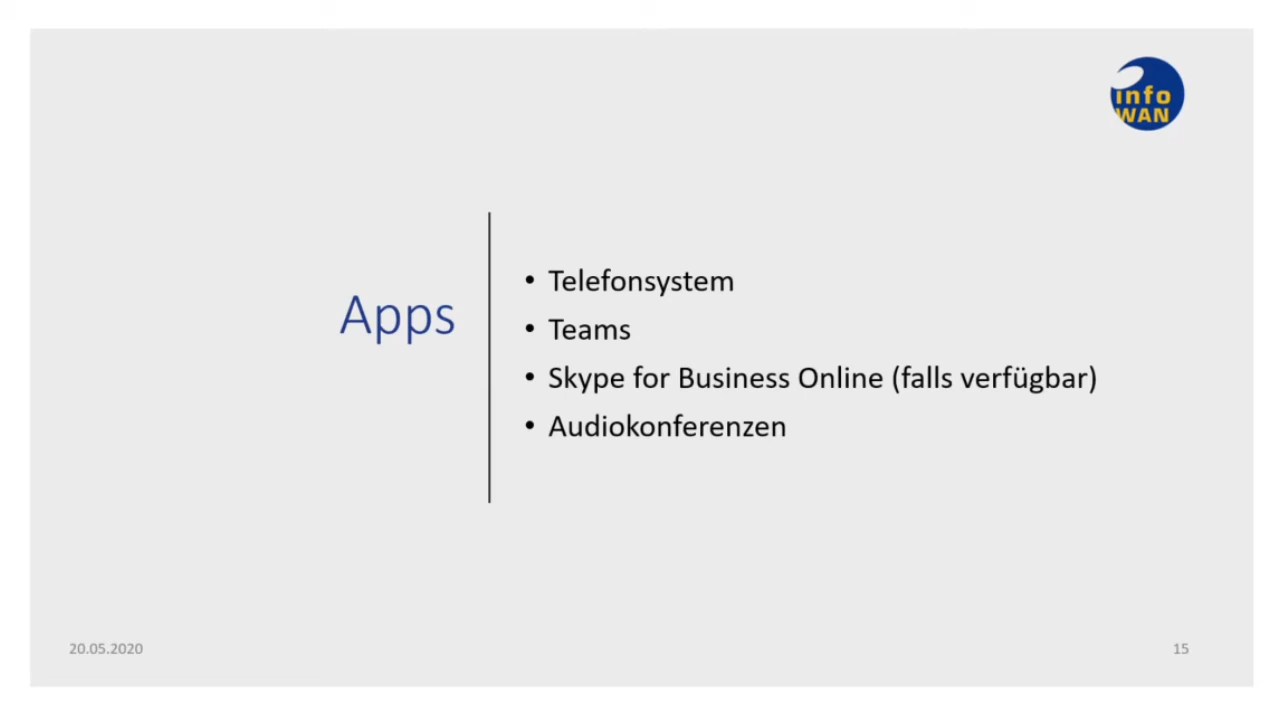 info
WAN
Apps
• Telefonsystem
• Teams
• Skype for Business Online (falls verfügbar)
• Audiokonferenzen
20.05.2020
15